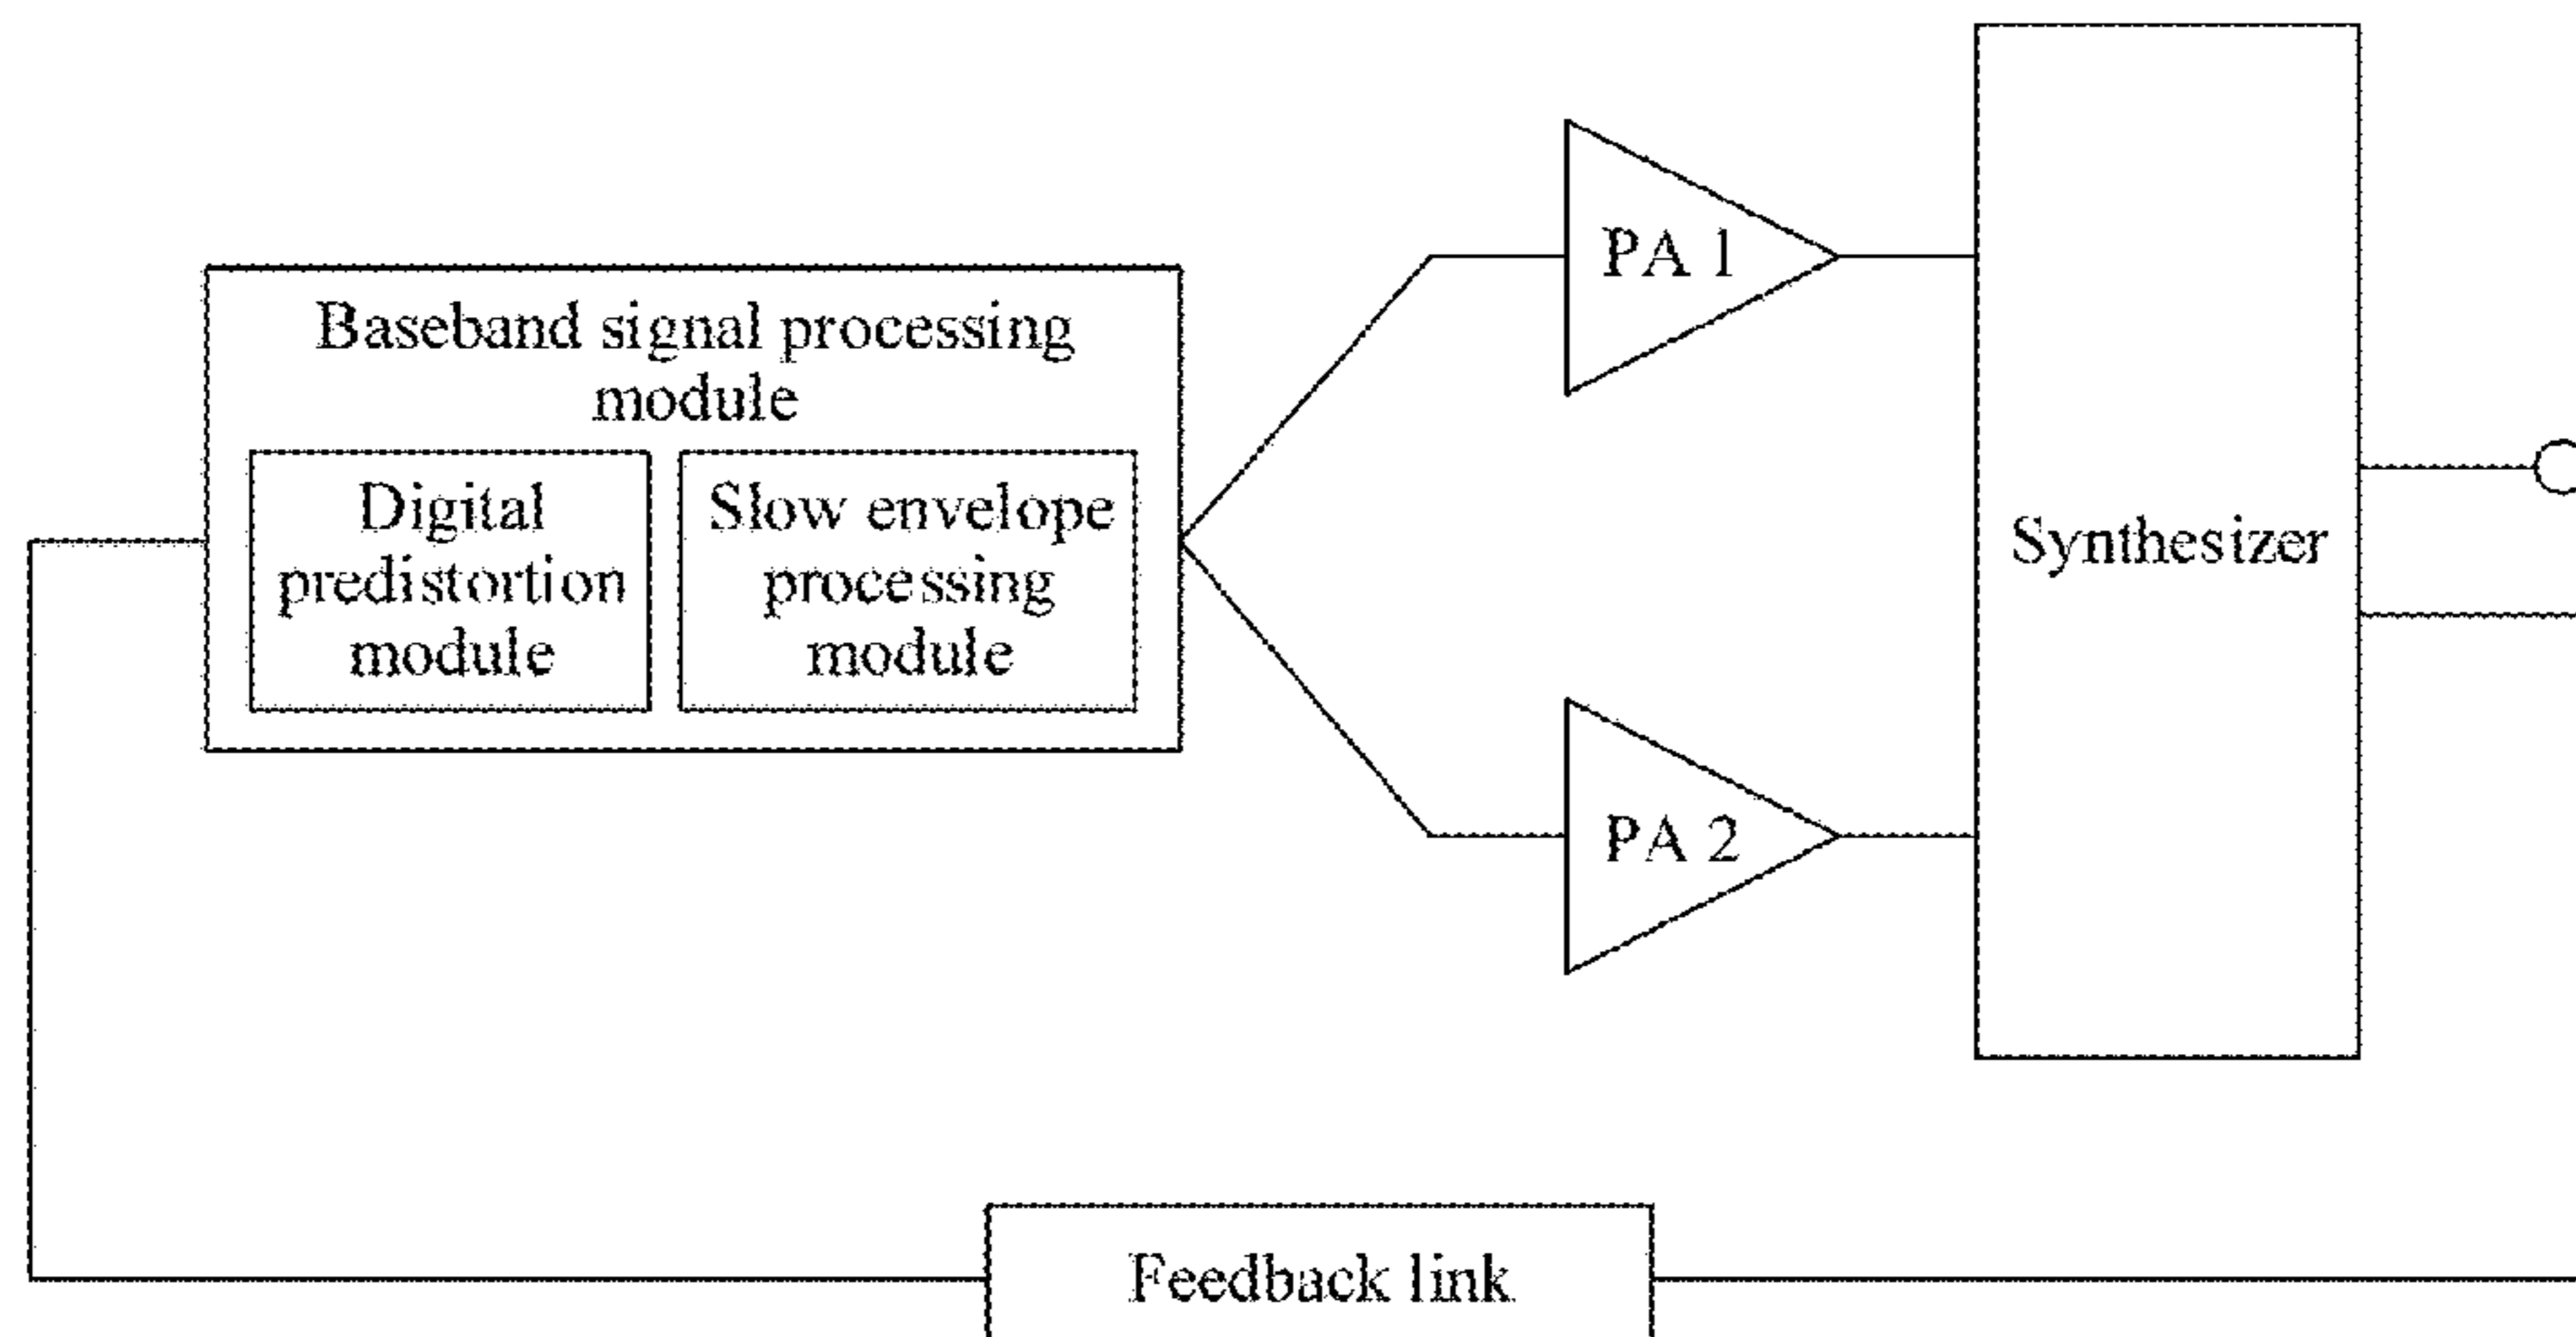 Baseband signal processing
module
Digital
predistortion
module
Slow envelope
processing
module
PA 1
PA 2
Synthesizer
Feedback link